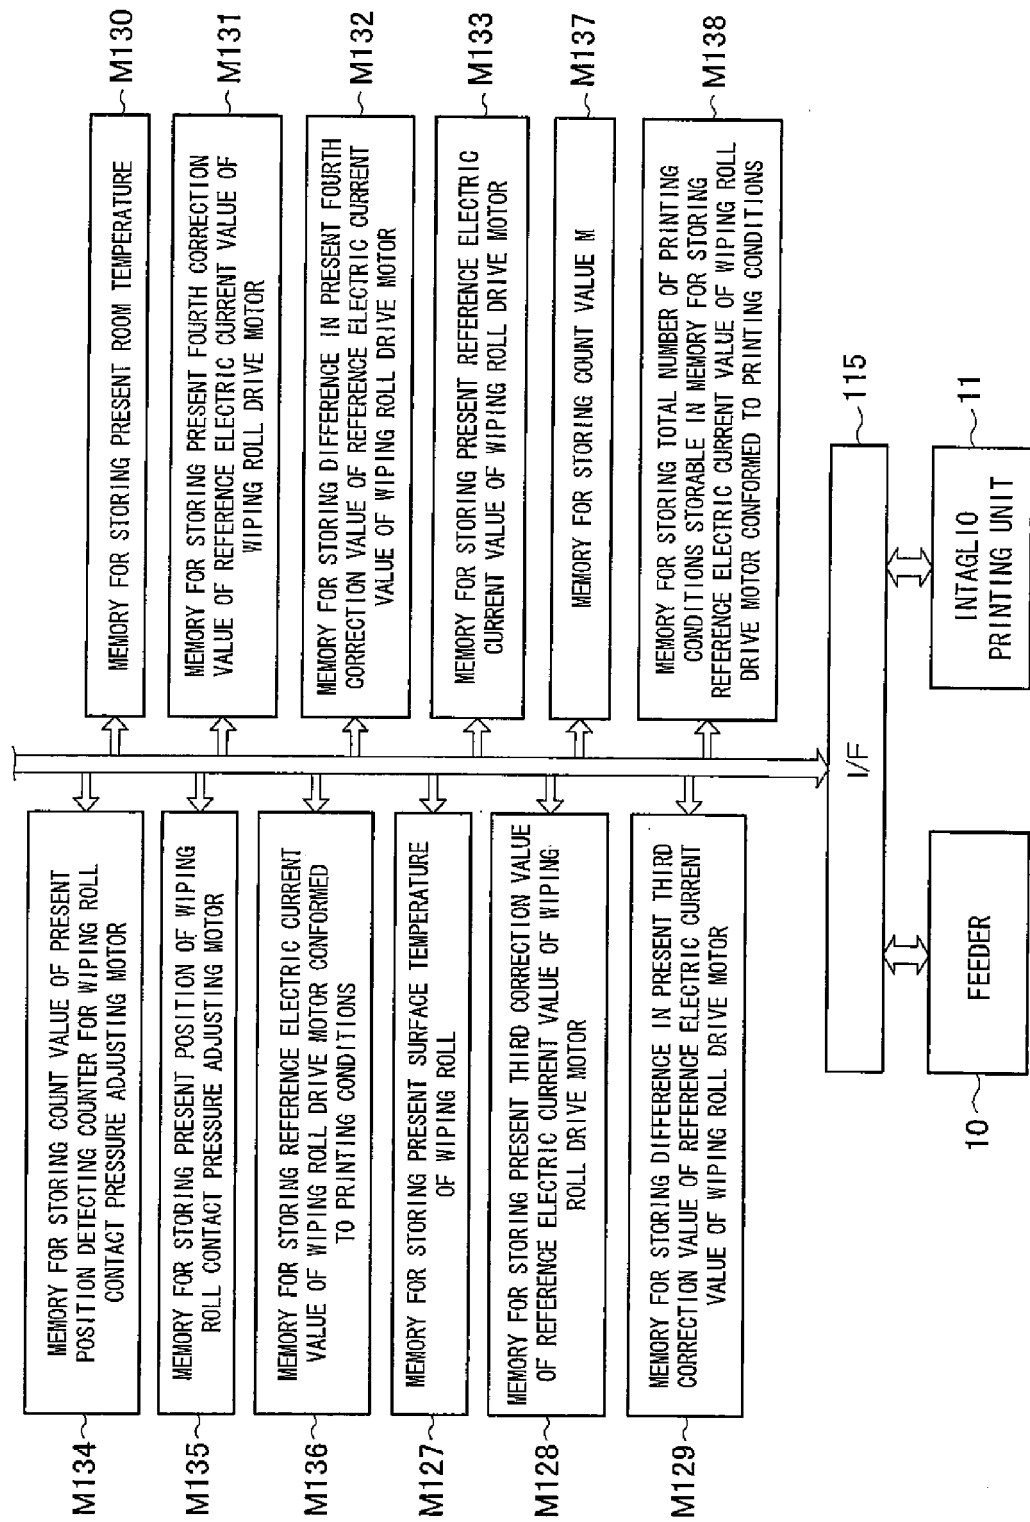 M134
MEMORY FOR STORING COUNT VALUE OF PRESENT
POSITION DETECTING COUNTER FOR WIPING ROLL
CONTACT PRESSURE ADJUSTING MOTOR
M135
MEMORY FOR STORING PRESENT POSITION OF WIPING
ROLL CONTACT PRESSURE ADJUSTING MOTOR
M136
MEMORY FOR STORING REFERENCE ELECTRIC CURRENT
VALUE OF WIPING ROLL DRIVE MOTOR CONFORMED
TO PRINTING CONDITIONS
M127
MEMORY FOR STORING PRESENT SURFACE TEMPERATURE
OF WIPING ROLL
M128
MEMORY FOR STORING PRESENT THIRD CORRECTION VALUE
OF REFERENCE ELECTRIC CURRENT VALUE OF WIPING
ROLL DRIVE MOTOR
M129
MEMORY FOR STORING DIFFERENCE IN PRESENT THIRD
CORRECTION VALUE OF REFERENCE ELECTRIC CURRENT
VALUE OF WIPING ROLL DRIVE MOTOR
MEMORY FOR STORING PRESENT ROOM TEMPERATURE
M130
MEMORY FOR STORING PRESENT FOURTH CORRECTION
VALUE OF REFERENCE ELECTRIC CURRENT VALUE OF
WIPING ROLL DRIVE MOTOR
M131
MEMORY FOR STORING DIFFERENCE IN PRESENT FOURTH
CORRECTION VALUE OF REFERENCE ELECTRIC CURRENT
VALUE OF WIPING ROLL DRIVE MOTOR
M132
MEMORY FOR STORING PRESENT REFERENCE ELECTRIC
CURRENT VALUE OF WIPING ROLL DRIVE MOTOR
M133
MEMORY FOR STORING COUNT VALUE M
M137
MEMORY FOR STORING TOTAL NUMBER OF PRINTING
CONDITIONS STORABLE IN MEMORY FOR STORING
REFERENCE ELECTRIC CURRENT VALUE OF WIPING ROLL
DRIVE MOTOR CONFORMED TO PRINTING CONDITIONS
M138
I/F
115
10
FEEDER
INTAGLIO
PRINTING UNIT
11